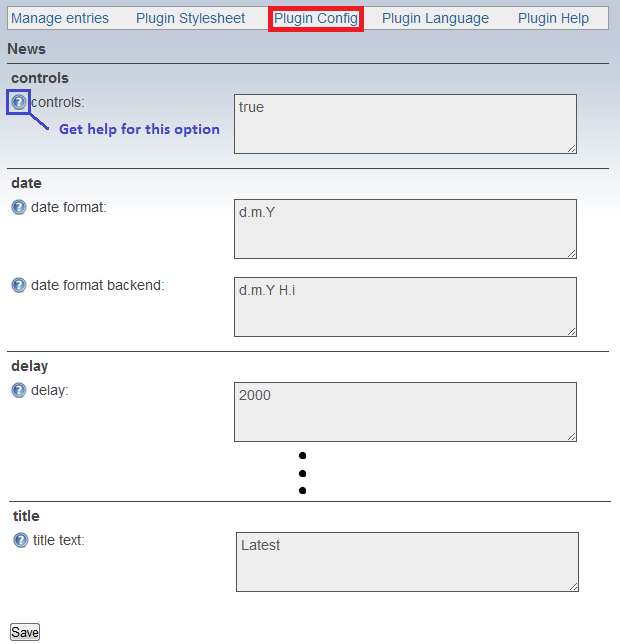 Manage entries Plugin Stylesheet Plugin Config Plugin Language Plugin Help
News
controls
controls: true
Get help for this option
date
date format: d.m.Y
date format backend: d.m.Y H.i
delay
delay: 2000
title
title text: Latest
Save